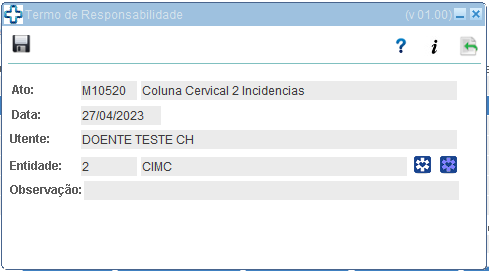 Termo de Responsabilidade (v 01.00)
? i
Ato: M10520 Coluna Cervical 2 Incidencias
Data: 27/04/2023
Utente: DOENTE TESTE CH
Entidade: 2 CIMC
Observação: